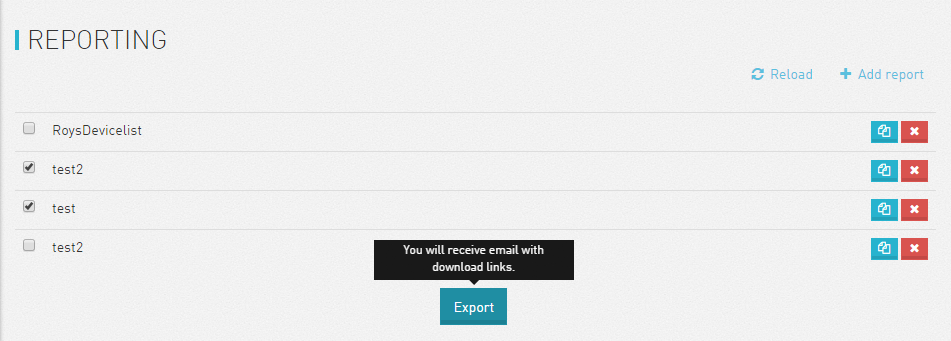 REPORTING
Reload
Add report
RoysDevicelist
test2
test
test2
You will receive email with
download links.
Export